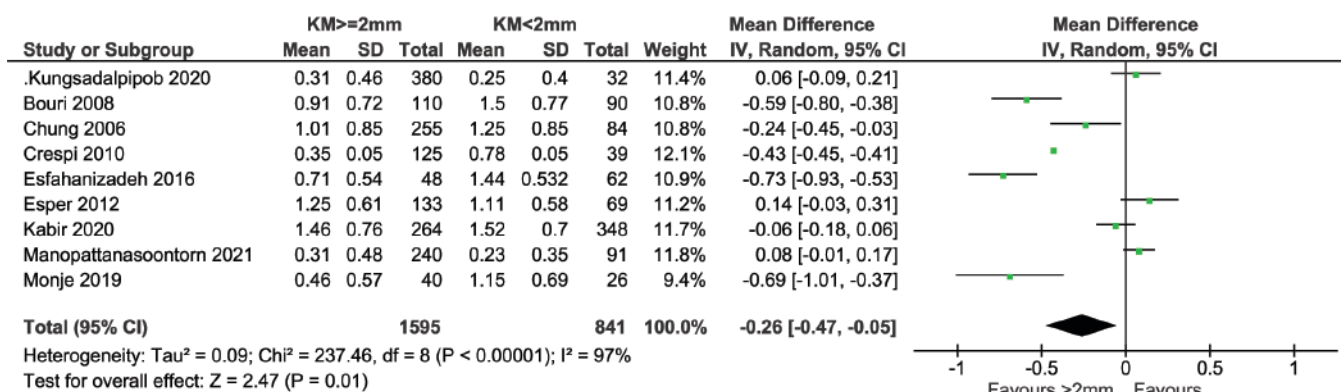 KM>=2mm KM<2mm Mean Difference Mean Difference
Study or Subgroup Mean SD Total Mean SD Total Weight IV, Random, 95% CI IV, Random, 95% CI
.Kungsadalpipob 2020 0.31 0.46 380 0.25 0.4 32 11.4% 0.06 [-0.09, 0.21]
Bouri 2008 0.91 0.72 110 1.5 0.77 90 10.8% -0.59 [-0.80, -0.38]
Chung 2006 1.01 0.85 255 1.25 0.85 84 10.8% -0.24 [-0.45, -0.03]
Crespi 2010 0.35 0.05 125 0.78 0.05 39 12.1% -0.43 [-0.45, -0.41]
Esfahanizadeh 2016 0.71 0.54 48 1.44 0.532 62 10.9% -0.73 [-0.93, -0.53]
Esper 2012 1.25 0.61 133 1.11 0.58 69 11.2% 0.14 [-0.03, 0.31]
Kabir 2020 1.46 0.76 264 1.52 0.7 348 11.7% -0.06 [-0.18, 0.06]
Manopattanasoontorn 2021 0.31 0.48 240 0.23 0.35 91 11.8% 0.08 [-0.01, 0.17]
Monje 2019 0.46 0.57 40 1.15 0.69 26 9.4% -0.69 [-1.01, -0.37]
Total (95% CI) 1595 841 100.0% -0.26 [-0.47, -0.05]
Heterogeneity: Tau² = 0.09; Chi² = 237.46, df = 8 (P < 0.00001); I² = 97%
Test for overall effect: Z = 2.47 (P = 0.01)
-1 -0.5 0 0.5 1
Favours >2mm Favours